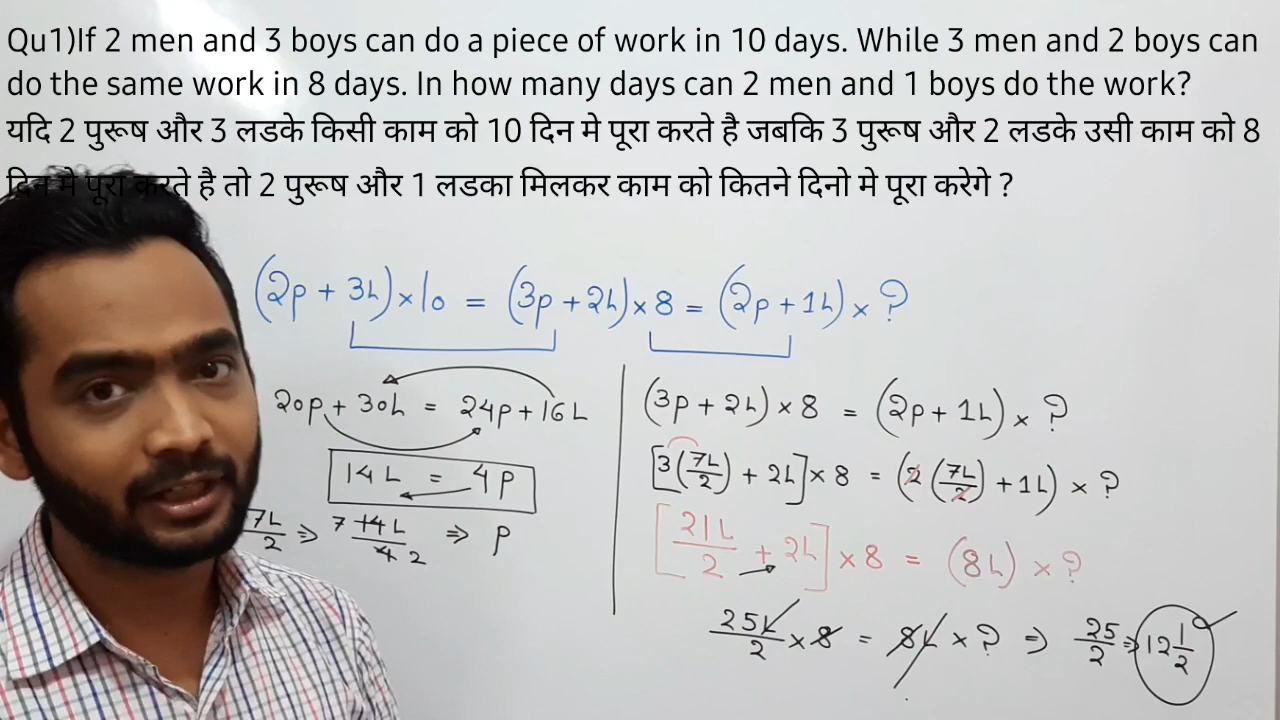 Qu1)If 2 men and 3 boys can do a piece of work in 10 days. While 3 men and 2 boys can
do the same work in 8 days. In how many days can 2 men and 1 boys do the work?
यदि 2 पुरूष और 3 लडके किसी काम को 10 दिन मे पूरा करते है जबकि 3 पुरूष और 2 लडके उसी काम को 8
दिन मे पूरा करते है तो 2 पुरूष और 1 लडका मिलकर काम को कितने दिनो मे पूरा करेगे ?
(2p + 3L) × 10 = (3p + 2L) × 8 = (2p + 1L) × ?
20p + 30L = 24p + 16L
14L = 4P
7L/2 ⇒ 7 14L/4 2 ⇒ P
(3p + 2L) × 8 = (2p + 1L) × ?
[3(7L/2) + 2L] × 8 = (2(7L/2) + 1L) × ?
[21L/2 + 2L] × 8 = (8L) × ?
25L/2 × 8 = 8L × ? ⇒ 25/2 ⇒ 12 1/2